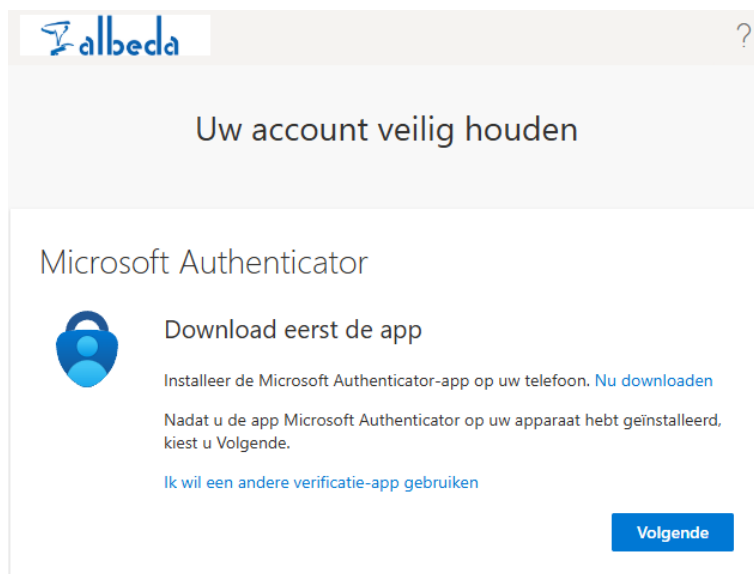 albeda
?
Uw account veilig houden
Microsoft Authenticator
Download eerst de app
Installeer de Microsoft Authenticator-app op uw telefoon. Nu downloaden
Nadat u de app Microsoft Authenticator op uw apparaat hebt geïnstalleerd,
kiest u Volgende.
Ik wil een andere verificatie-app gebruiken
Volgende